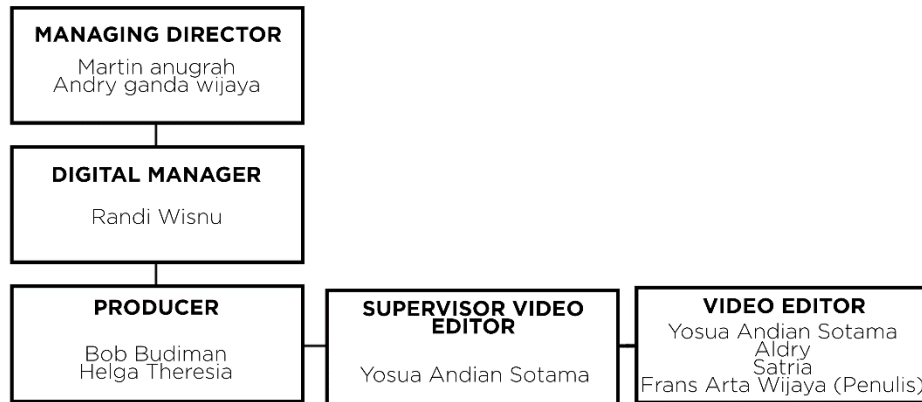 MANAGING DIRECTOR
Martin anugrah
Andry ganda wijaya
DIGITAL MANAGER
Randi Wisnu
PRODUCER
Bob Budiman
Helga Theresia
SUPERVISOR VIDEO
EDITOR
Yosua Andian Sotama
VIDEO EDITOR
Yosua Andian Sotama
Aldry
Satria
Frans Arta Wijaya (Penulis)